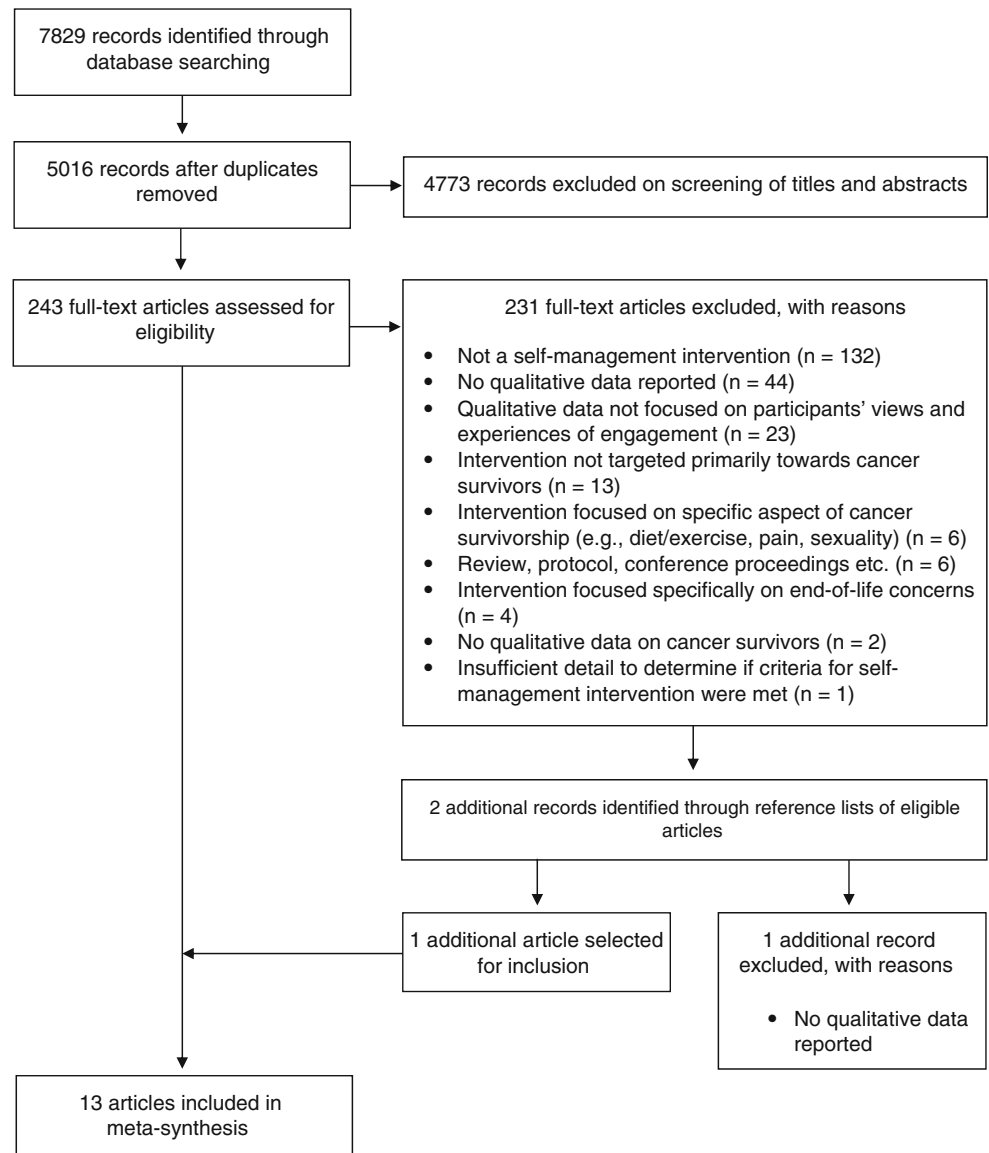 7829 records identified through
database searching
5016 records after duplicates
removed
4773 records excluded on screening of titles and abstracts
243 full-text articles assessed for
eligibility
231 full-text articles excluded, with reasons
• Not a self-management intervention (n = 132)
• No qualitative data reported (n = 44)
• Qualitative data not focused on participants’ views and
experiences of engagement (n = 23)
• Intervention not targeted primarily towards cancer
survivors (n = 13)
• Intervention focused on specific aspect of cancer
survivorship (e.g., diet/exercise, pain, sexuality) (n = 6)
• Review, protocol, conference proceedings etc. (n = 6)
• Intervention focused specifically on end-of-life concerns
(n = 4)
• No qualitative data on cancer survivors (n = 2)
• Insufficient detail to determine if criteria for self-
management intervention were met (n = 1)
2 additional records identified through reference lists of eligible
articles
1 additional article selected
for inclusion
1 additional record
excluded, with reasons
• No qualitative data
reported
13 articles included in
meta-synthesis